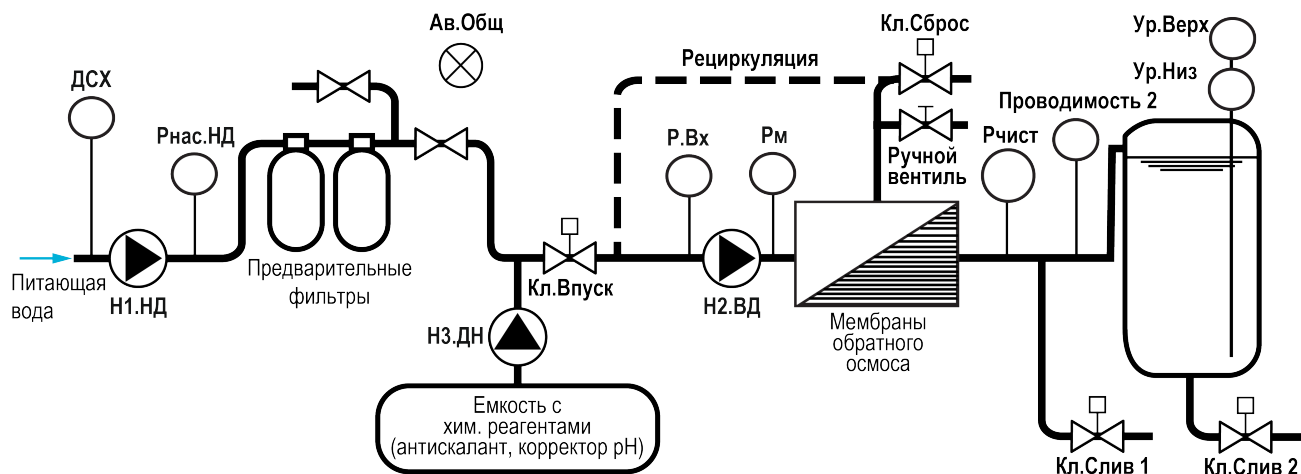 Ав.Общ
Кл.Сброс
Ур.Верх
Рециркуляция
Ур.Низ
ДСХ
Проводимость 2
Рнас.НД
Р.Вх
Рм
Ручной
вентиль
Рчист
Питающая
вода
Н1.НД
Предварительные
фильтры
Кл.Впуск
Н2.ВД
Мембраны
обратного
осмоса
Н3.ДН
Емкость с
хим. реагентами
(антискалант, корректор pH)
Кл.Слив 1
Кл.Слив 2